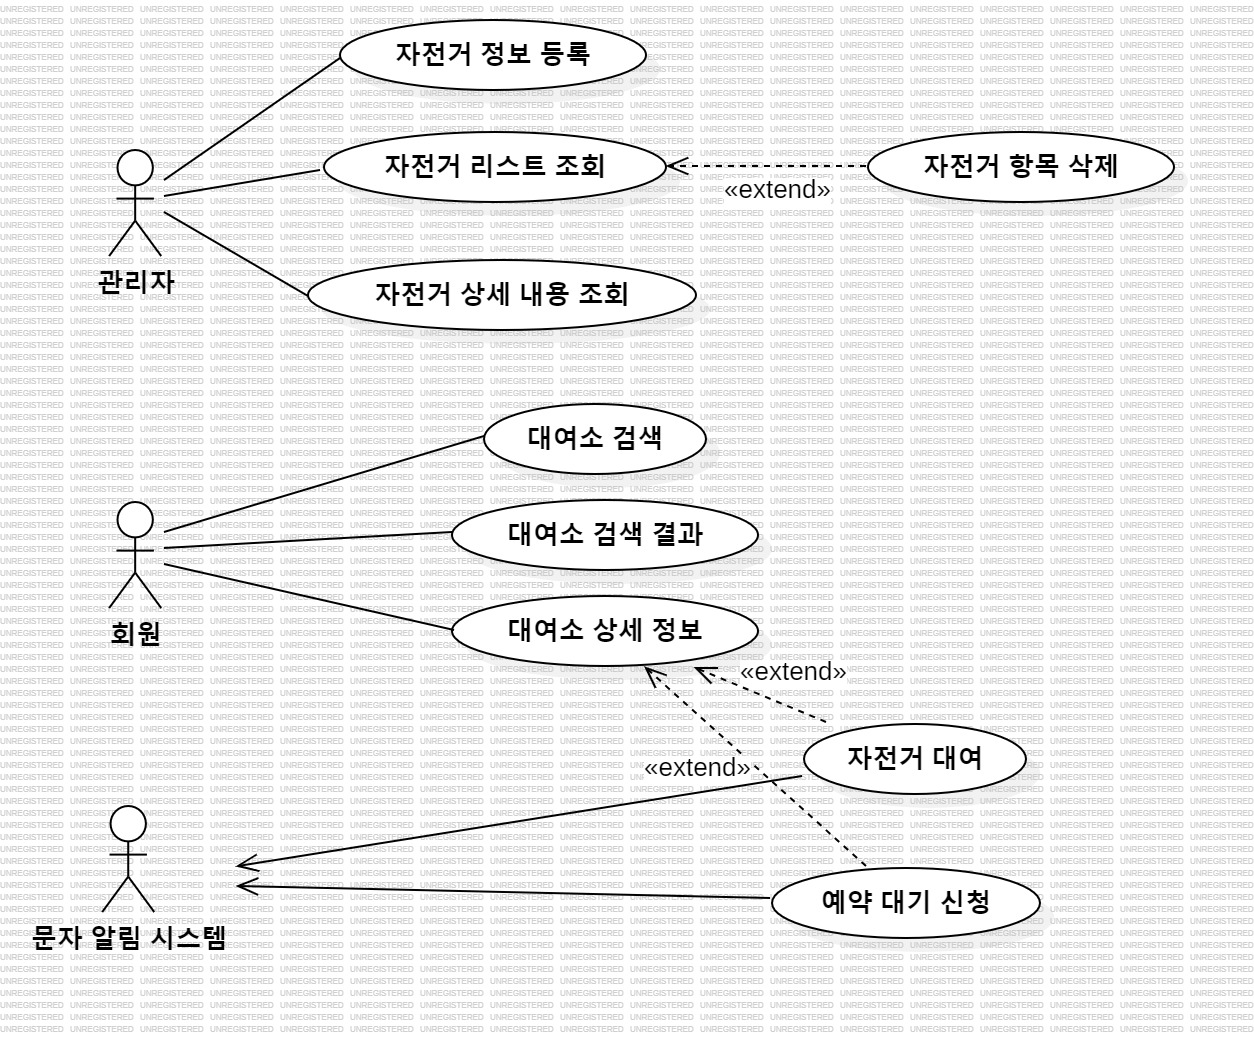 자전거 정보 등록
자전거 리스트 조회
자전거 항목 삭제
«extend»
관리자
자전거 상세 내용 조회
대여소 검색
대여소 검색 결과
회원
대여소 상세 정보
«extend»
자전거 대여
«extend»
예약 대기 신청
문자 알림 시스템
UNREGISTERED